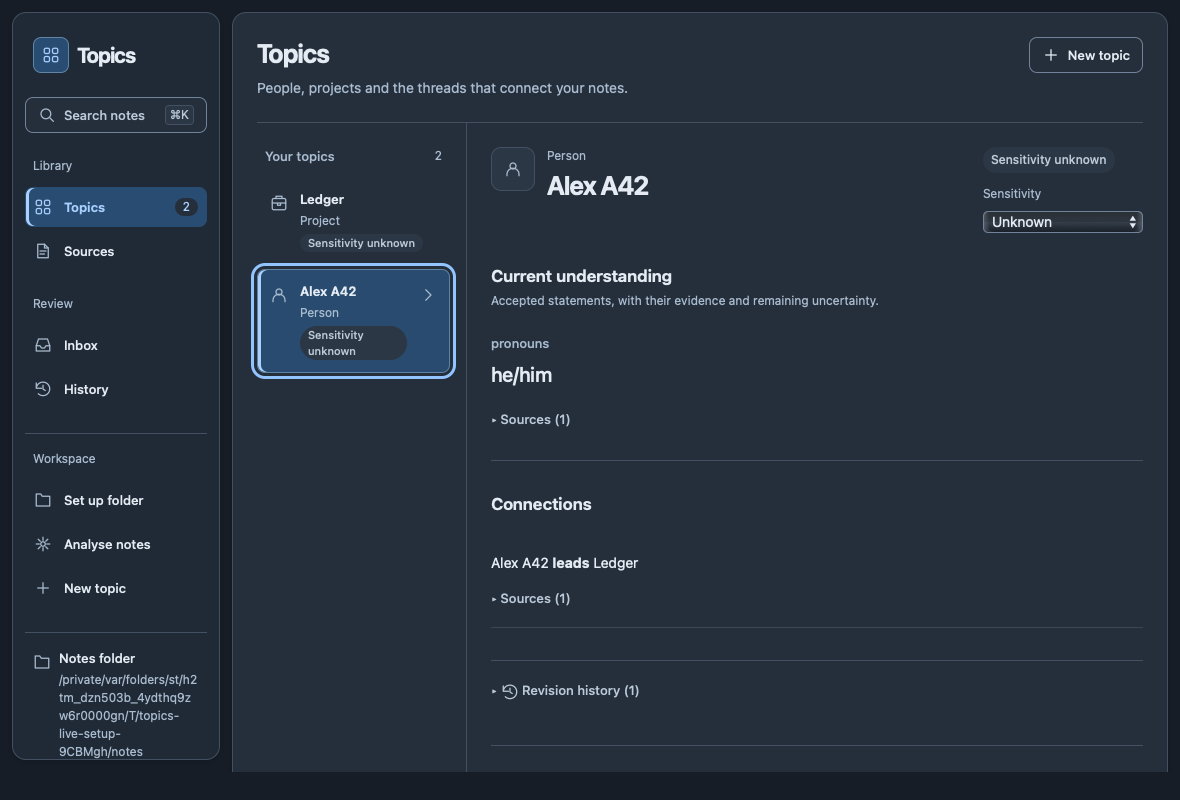 Topics
Search notes ⌘K
Library
Topics 2
Sources
Review
Inbox
History
Workspace
Set up folder
Analyse notes
New topic
Notes folder
/private/var/folders/st/h2
tm_dzn503b_4ydthq9z
w6r0000gn/T/topics-
live-setup-
9CBMgh/notes
Topics
People, projects and the threads that connect your notes.
New topic
Your topics 2
Ledger
Project
Sensitivity unknown
Alex A42
Person
Sensitivity
unknown
Person
Alex A42
Sensitivity unknown
Sensitivity
Unknown
Current understanding
Accepted statements, with their evidence and remaining uncertainty.
pronouns
he/him
Sources (1)
Connections
Alex A42 leads Ledger
Sources (1)
Revision history (1)